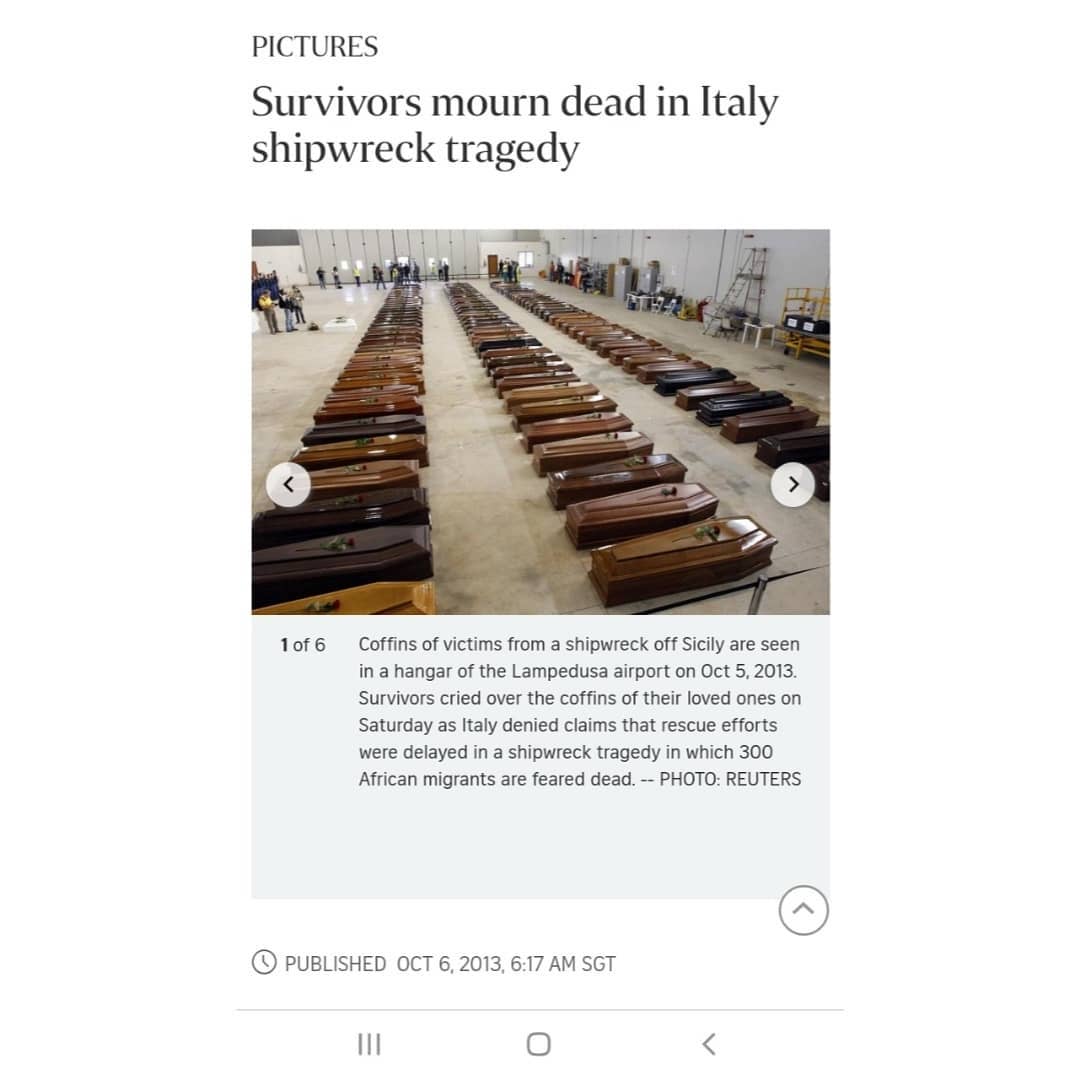 PICTURES
Survivors mourn dead in Italy
shipwreck tragedy
1 of 6
Coffins of victims from a shipwreck off Sicily are seen
in a hangar of the Lampedusa airport on Oct 5, 2013.
Survivors cried over the coffins of their loved ones on
Saturday as Italy denied claims that rescue efforts
were delayed in a shipwreck tragedy in which 300
African migrants are feared dead. -- PHOTO: REUTERS
PUBLISHED OCT 6, 2013, 6:17 AM SGT